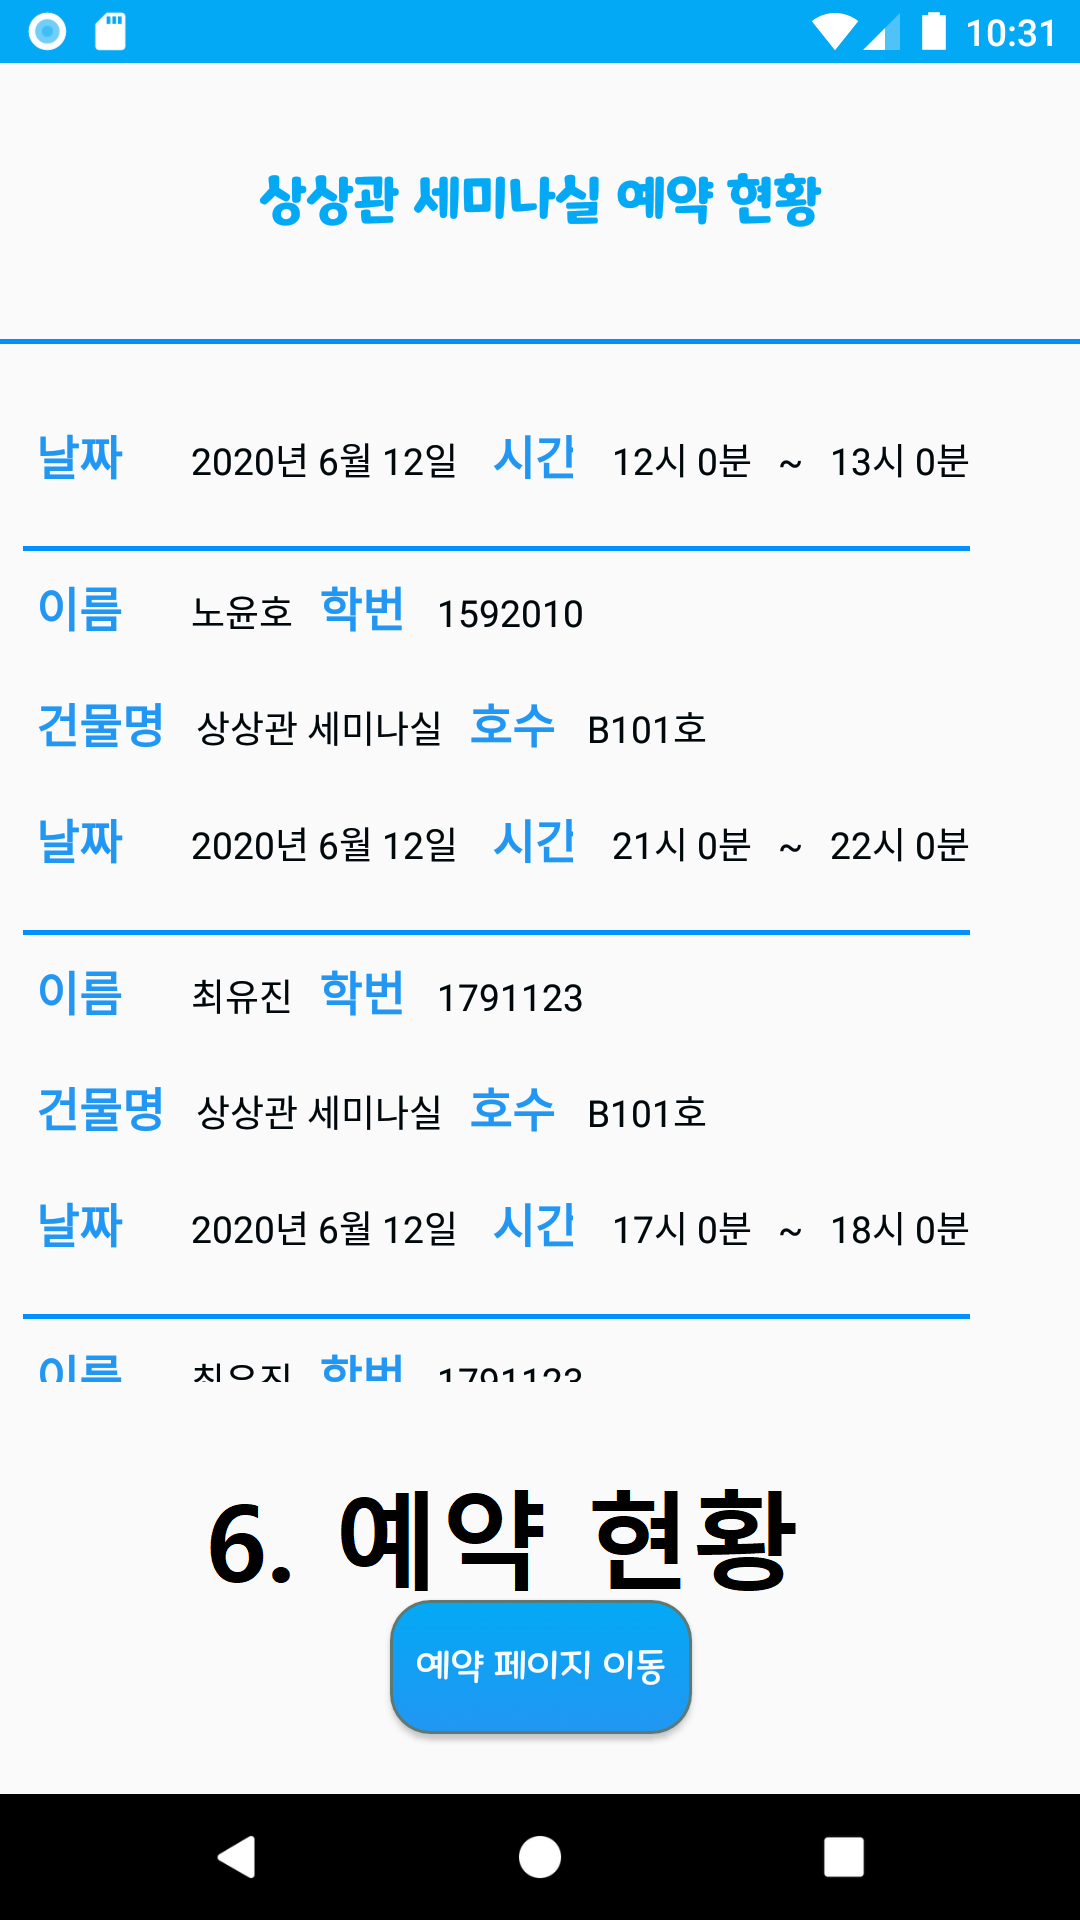 10:31
상상관 세미나실 예약 현황
날짜 2020년 6월 12일 시간 12시 0분 ~ 13시 0분
이름 노윤호 학번 1592010
건물명 상상관 세미나실 호수 B101호
날짜 2020년 6월 12일 시간 21시 0분 ~ 22시 0분
이름 최유진 학번 1791123
건물명 상상관 세미나실 호수 B101호
날짜 2020년 6월 12일 시간 17시 0분 ~ 18시 0분
이름 최유진 학번 1791123
6. 예약 현황
예약 페이지 이동